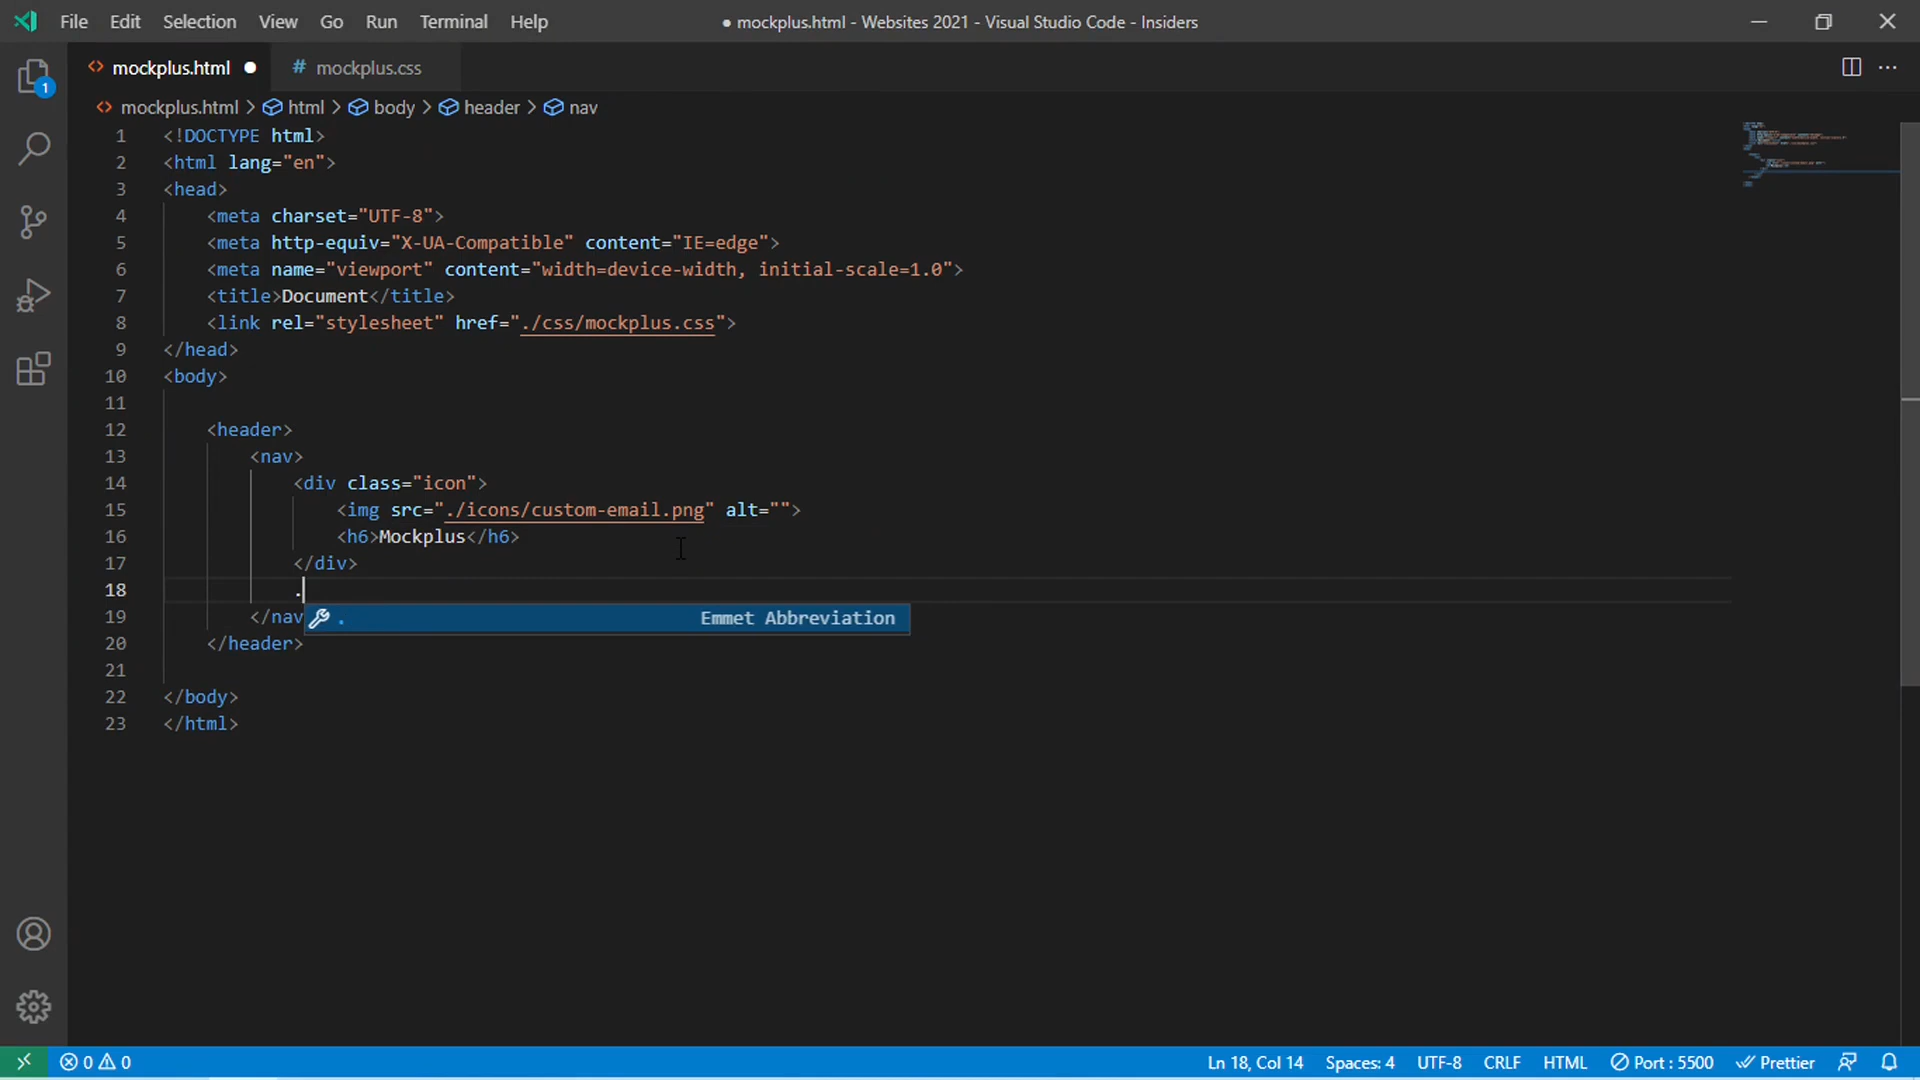 File Edit Selection View Go Run Terminal Help ● mockplus.html - Websites 2021 - Visual Studio Code - Insiders
<> mockplus.html ● # mockplus.css
1
<> mockplus.html > html > body > header > nav
1 <!DOCTYPE html>
2 <html lang="en">
3 <head>
4 <meta charset="UTF-8">
5 <meta http-equiv="X-UA-Compatible" content="IE=edge">
6 <meta name="viewport" content="width=device-width, initial-scale=1.0">
7 <title>Document</title>
8 <link rel="stylesheet" href="./css/mockplus.css">
9 </head>
10 <body>
11
12 <header>
13 <nav>
14 <div class="icon">
15 <img src="./icons/custom-email.png" alt="">
16 <h6>Mockplus</h6>
17 </div>
18 .
19 </nav . Emmet Abbreviation
20 </header>
21
22 </body>
23 </html>
0 0 Ln 18, Col 14 Spaces: 4 UTF-8 CRLF HTML Port : 5500 Prettier